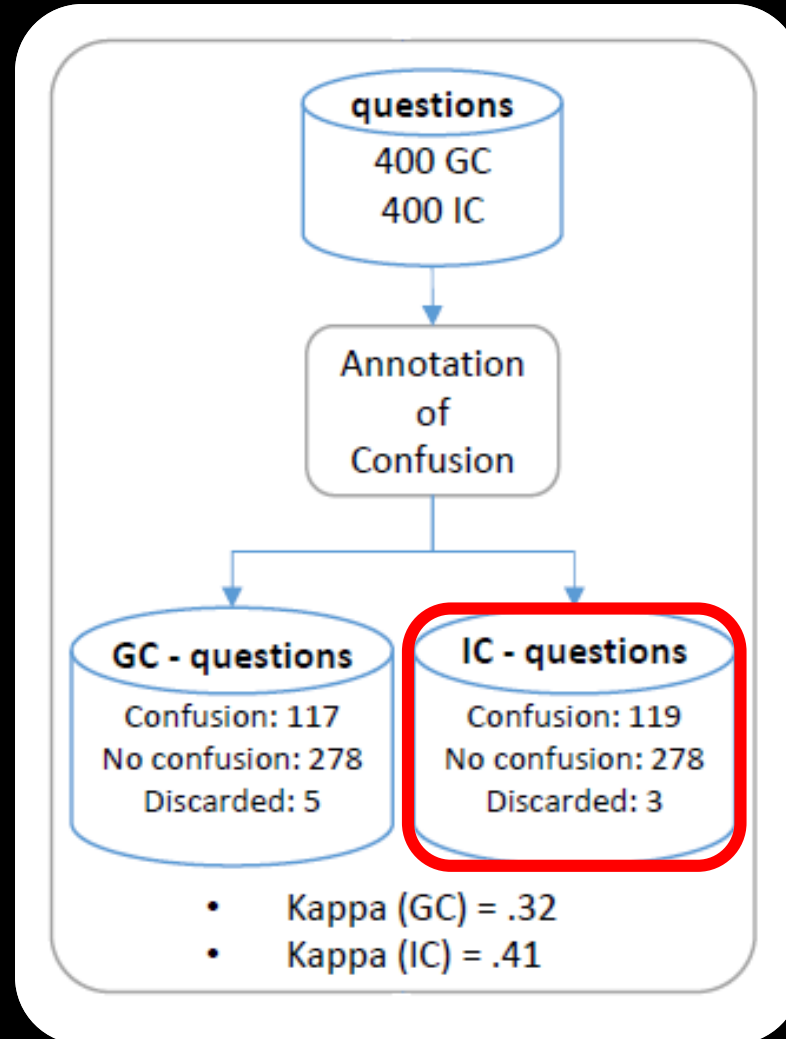 questions
400 GC
400 IC
Annotation
of
Confusion
GC - questions
Confusion: 117
No confusion: 278
Discarded: 5
IC - questions
Confusion: 119
No confusion: 278
Discarded: 3
• Kappa (GC) = .32
• Kappa (IC) = .41